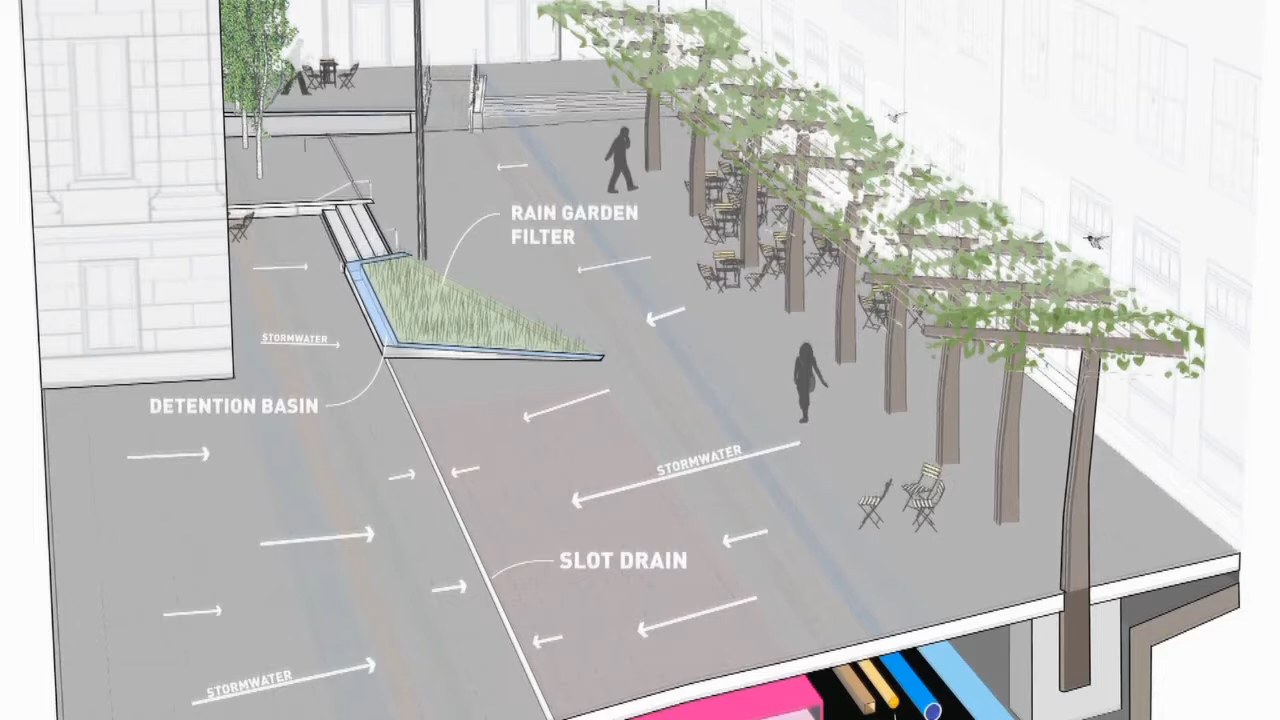 RAIN GARDEN
FILTER
STORMWATER
DETENTION BASIN
STORMWATER
SLOT DRAIN
STORMWATER